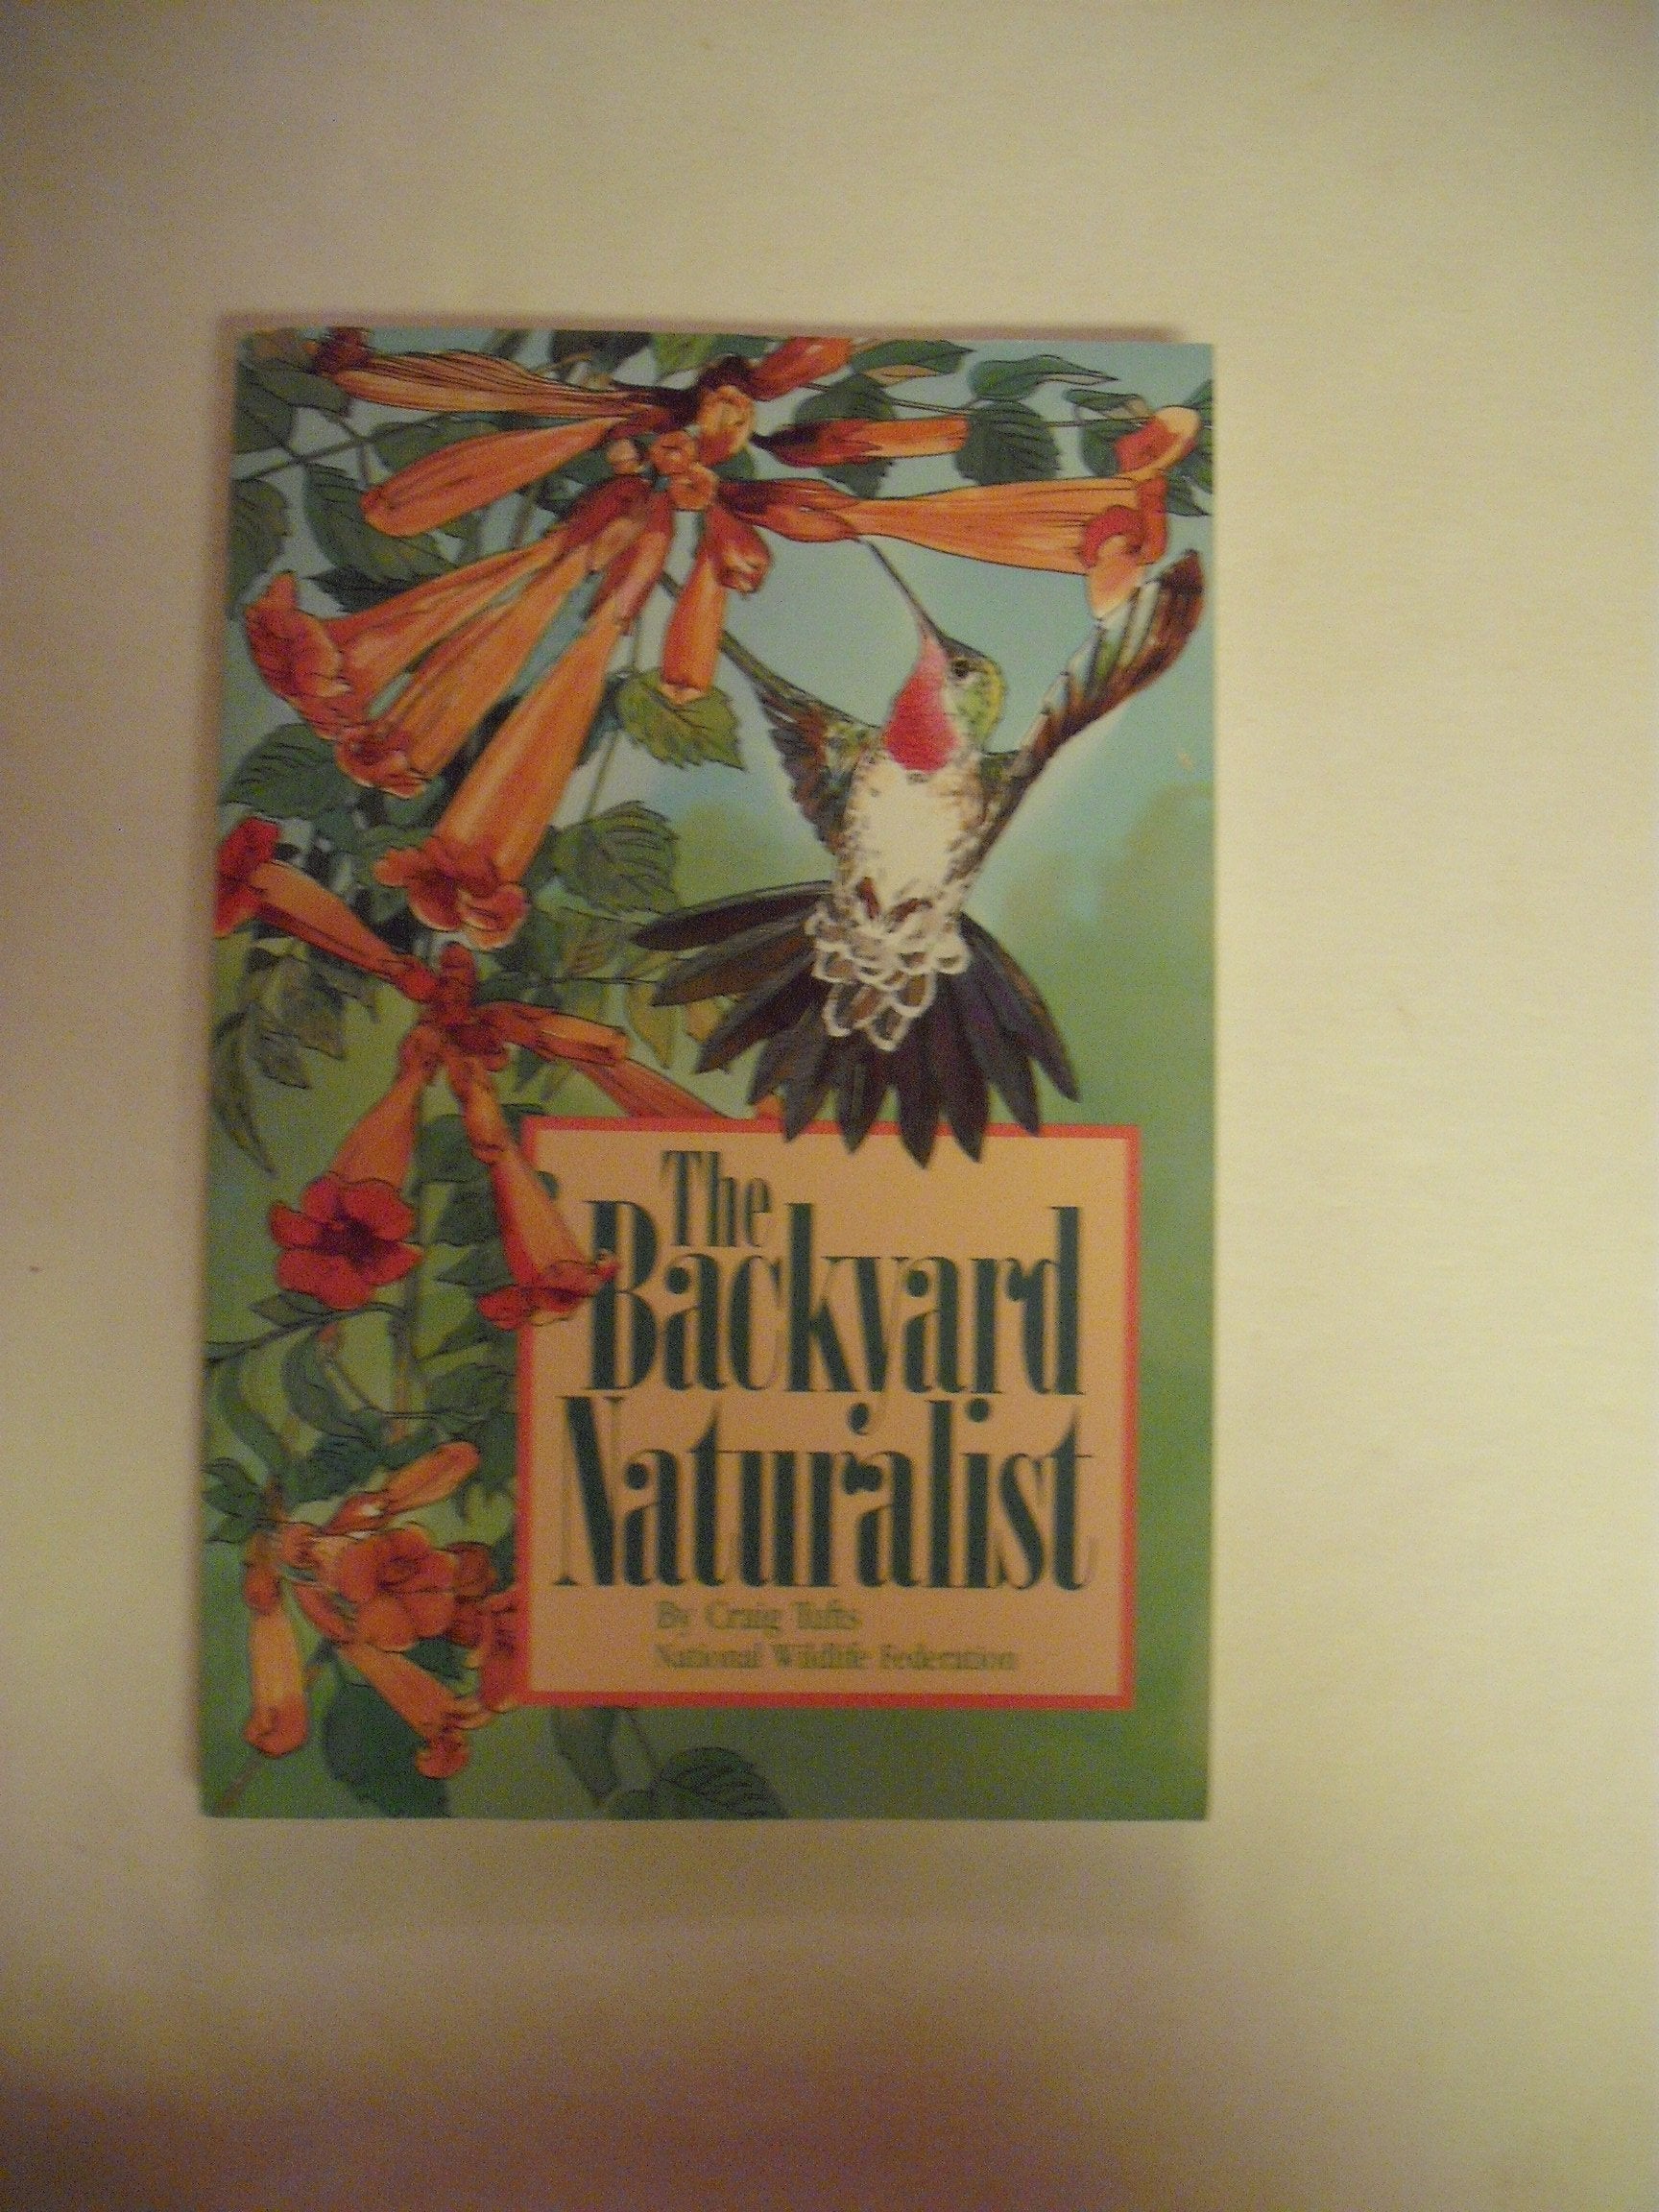 The
Backyard
Naturalist
By Craig Tufts
National Wildlife Federation